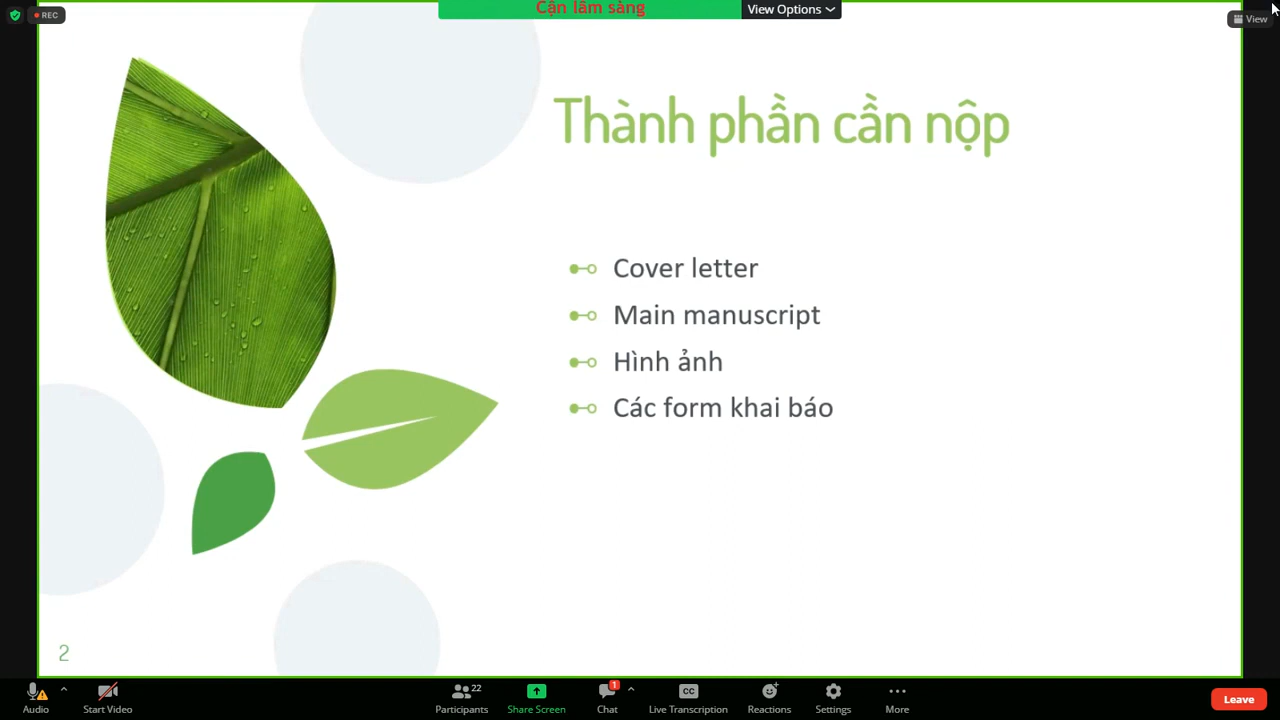 REC
Cận lâm sàng
View Options
View
Thành phần cần nộp
Cover letter
Main manuscript
Hình ảnh
Các form khai báo
2
Audio
Start Video
22
Participants
Share Screen
1
Chat
CC
Live Transcription
Reactions
Settings
More
Leave